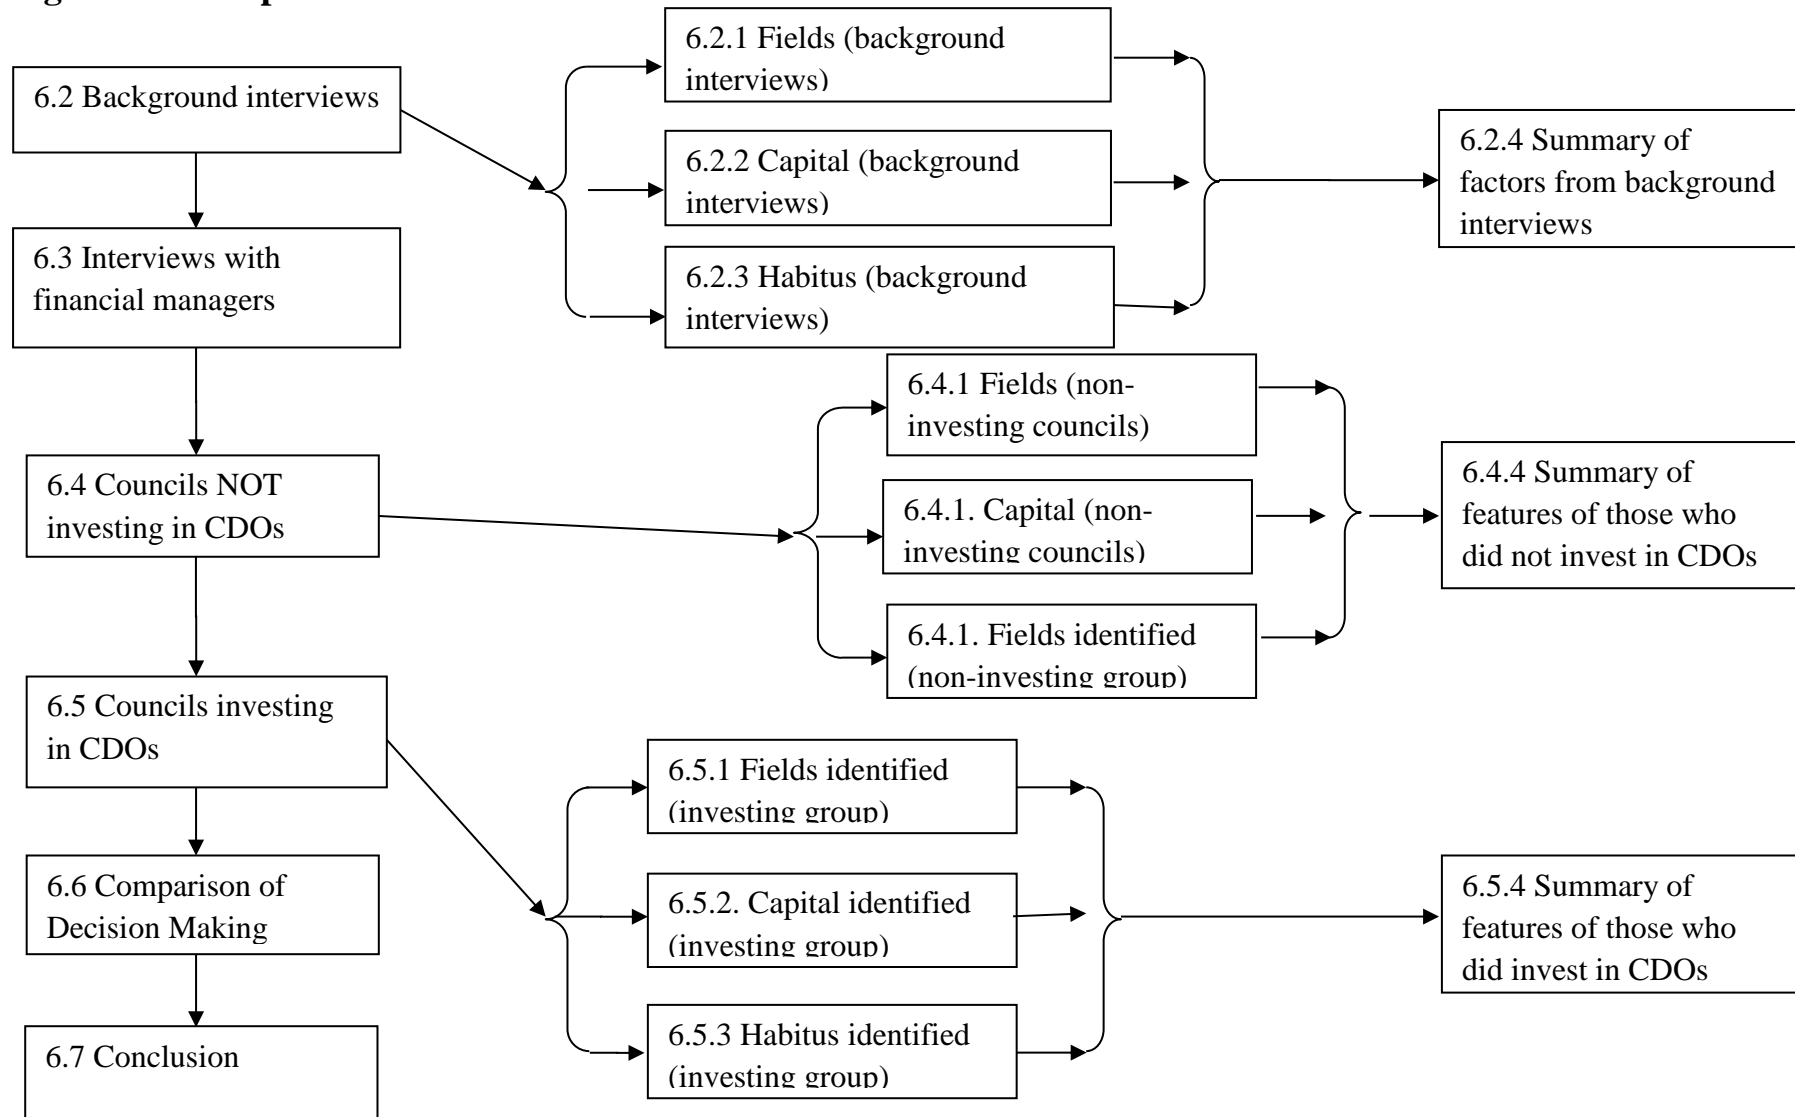 6.2 Background interviews
6.3 Interviews with
financial managers
6.4 Councils NOT
investing in CDOs
6.5 Councils investing
in CDOs
6.6 Comparison of
Decision Making
6.7 Conclusion
6.2.1 Fields (background
interviews)
6.2.2 Capital (background
interviews)
6.2.3 Habitus (background
interviews)
6.2.4 Summary of
factors from background
interviews
6.4.1 Fields (non-
investing councils)
6.4.1. Capital (non-
investing councils)
6.4.1. Fields identified
(non-investing group)
6.4.4 Summary of
features of those who
did not invest in CDOs
6.5.1 Fields identified
(investing group)
6.5.2. Capital identified
(investing group)
6.5.3 Habitus identified
(investing group)
6.5.4 Summary of
features of those who
did invest in CDOs